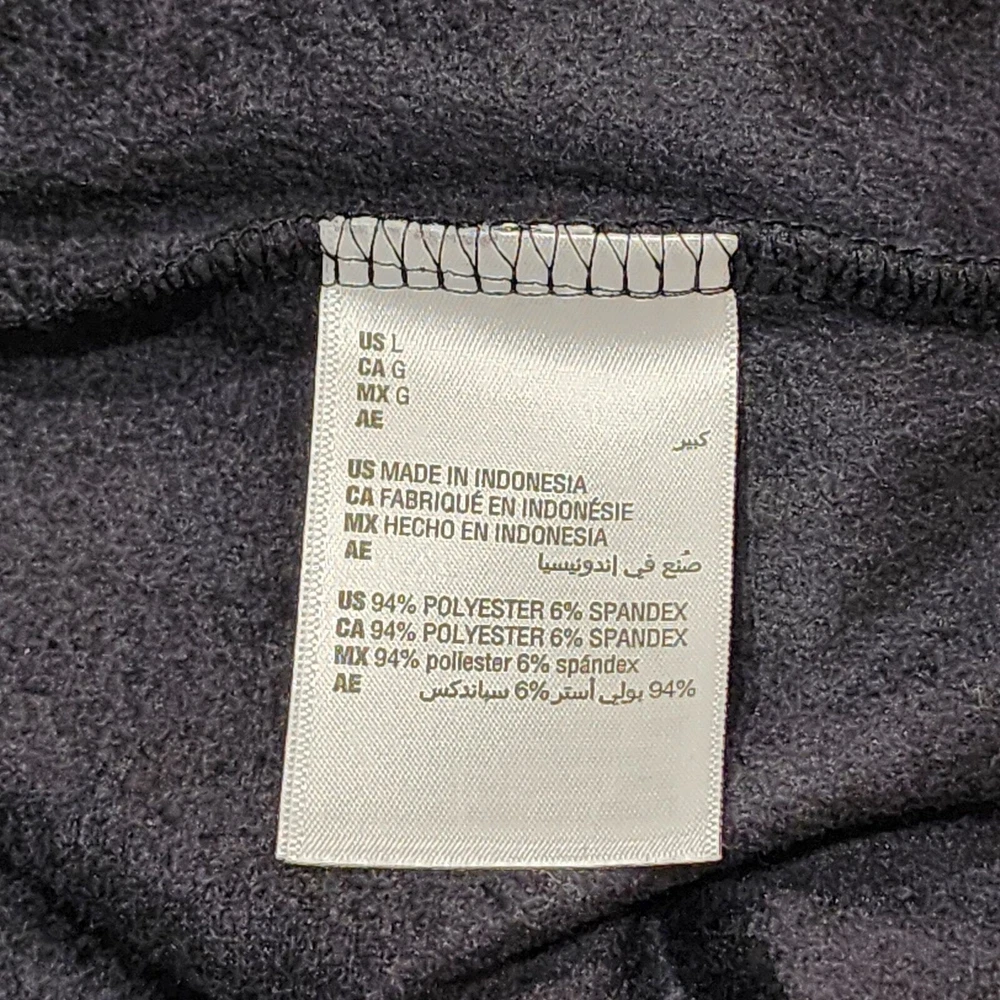 US L
CA G
MX G
AE
كبير
US MADE IN INDONESIA
CA FABRIQUÉ EN INDONÉSIE
MX HECHO EN INDONESIA
AE صُنع في إندونيسيا
US 94% POLYESTER 6% SPANDEX
CA 94% POLYESTER 6% SPANDEX
MX 94% poliester 6% spándex
AE 94% بولي أستر 6% سباندكس